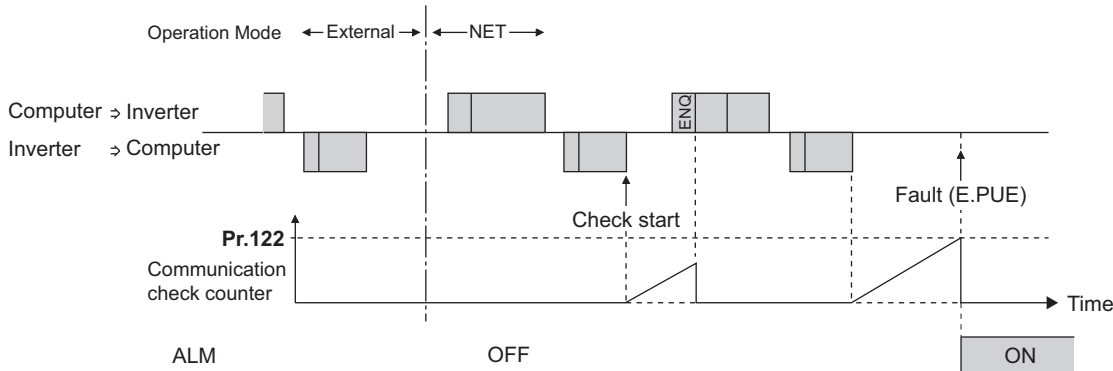 Operation Mode External NET
Computer ⇒ Inverter
ENQ
Inverter ⇒ Computer
Fault (E.PUE)
Check start
Pr.122
Communication
check counter
Time
ALM OFF ON